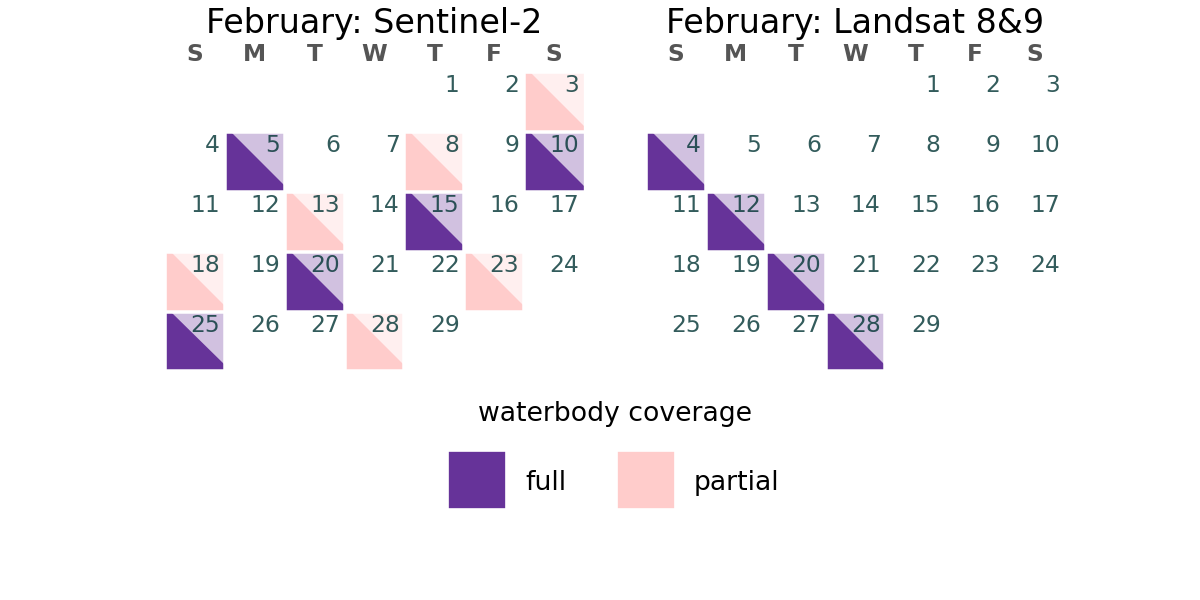 February: Sentinel-2
S M T W T F S
1 2 3
4 5 6 7 8 9 10
11 12 13 14 15 16 17
18 19 20 21 22 23 24
25 26 27 28 29
February: Landsat 8&9
S M T W T F S
1 2 3
4 5 6 7 8 9 10
11 12 13 14 15 16 17
18 19 20 21 22 23 24
25 26 27 28 29
waterbody coverage
full partial